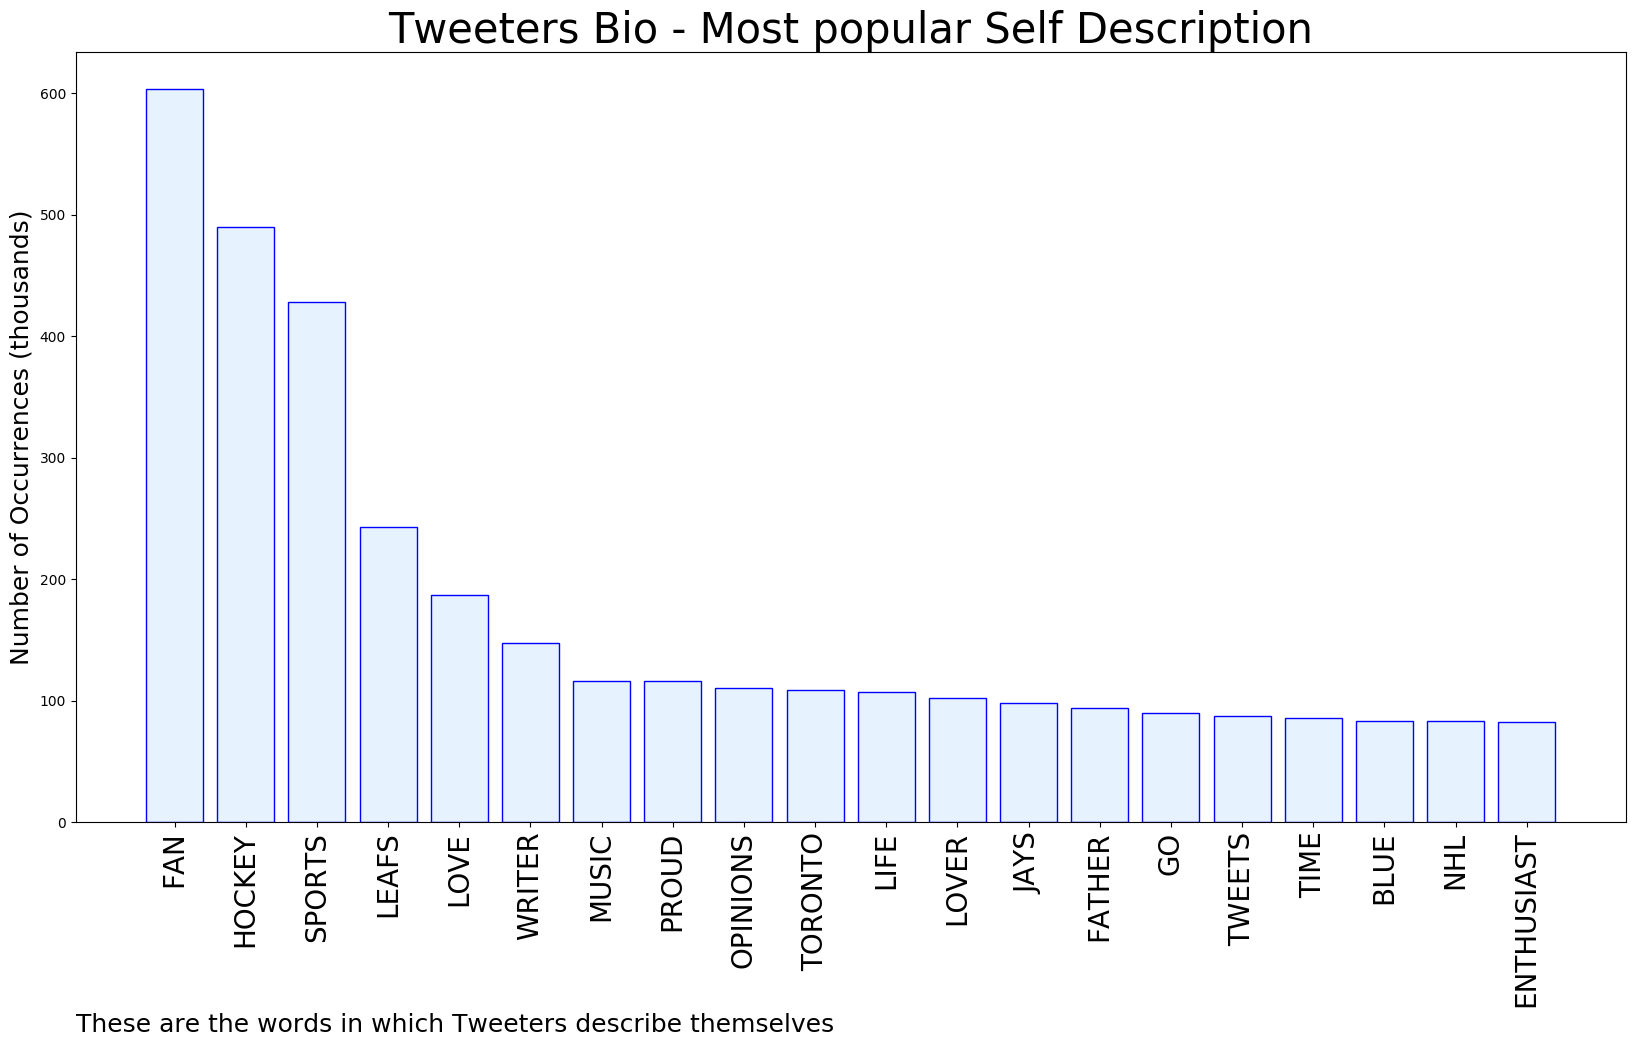 Tweeters Bio - Most popular Self Description
Number of Occurrences (thousands)
600
500
400
300
200
100
0
FAN
HOCKEY
SPORTS
LEAFS
LOVE
WRITER
MUSIC
PROUD
OPINIONS
TORONTO
LIFE
LOVER
JAYS
FATHER
GO
TWEETS
TIME
BLUE
NHL
ENTHUSIAST
These are the words in which Tweeters describe themselves